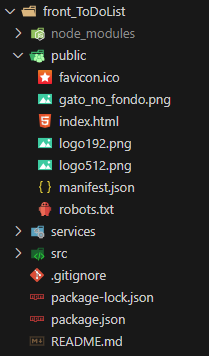 front_ToDoList
node_modules
public
favicon.ico
gato_no_fondo.png
index.html
logo192.png
logo512.png
manifest.json
robots.txt
services
src
.gitignore
package-lock.json
package.json
README.md